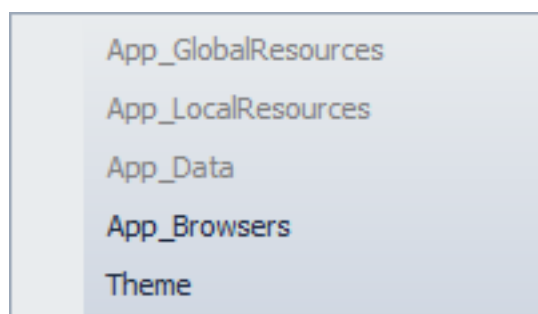 App_GlobalResources
App_LocalResources
App_Data
App_Browsers
Theme